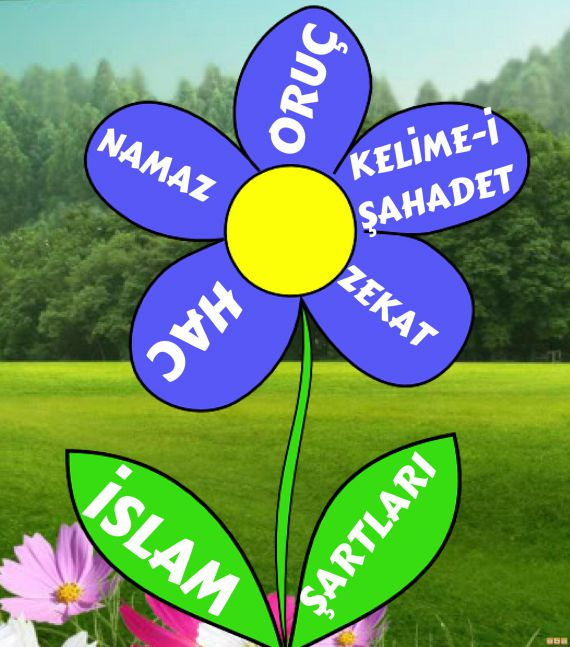 ORUÇ
NAMAZ
KELİME-İ
ŞAHADET
HAC
ZEKAT
İSLAM
ŞARTLARI